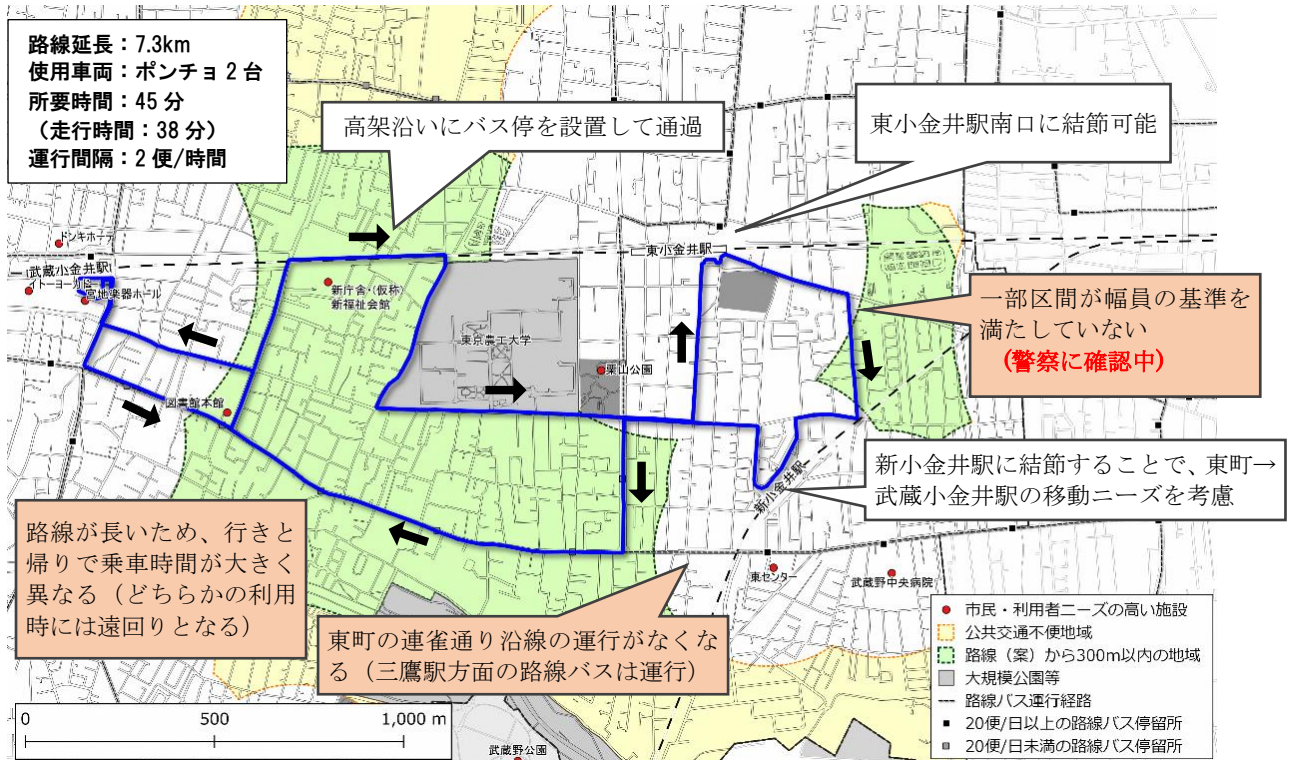 路線延長：7.3km
使用車両：ポンチョ 2 台
所要時間：45 分
（走行時間：38 分）
運行間隔：2 便/時間
高架沿いにバス停を設置して通過
東小金井駅南口に結節可能
ドンキホーテ
武蔵小金井駅
イトーヨーカドー
宮地楽器ホール
東小金井駅
新庁舎・(仮称)
新福祉会館
東京農工大学
栗山公園
一部区間が幅員の基準を
満たしていない
(警察に確認中)
図書館本館
新小金井駅
新小金井駅に結節することで、東町→
武蔵小金井駅の移動ニーズを考慮
路線が長いため、行きと
帰りで乗車時間が大きく
異なる（どちらかの利用
時には遠回りとなる）
東町の連雀通り沿線の運行がなくな
る（三鷹駅方面の路線バスは運行）
東センター
武蔵野中央病院
武蔵野公園
市民・利用者ニーズの高い施設
公共交通不便地域
路線（案）から300m以内の地域
大規模公園等
路線バス運行経路
20便/日以上の路線バス停留所
20便/日未満の路線バス停留所
0 500 1,000 m